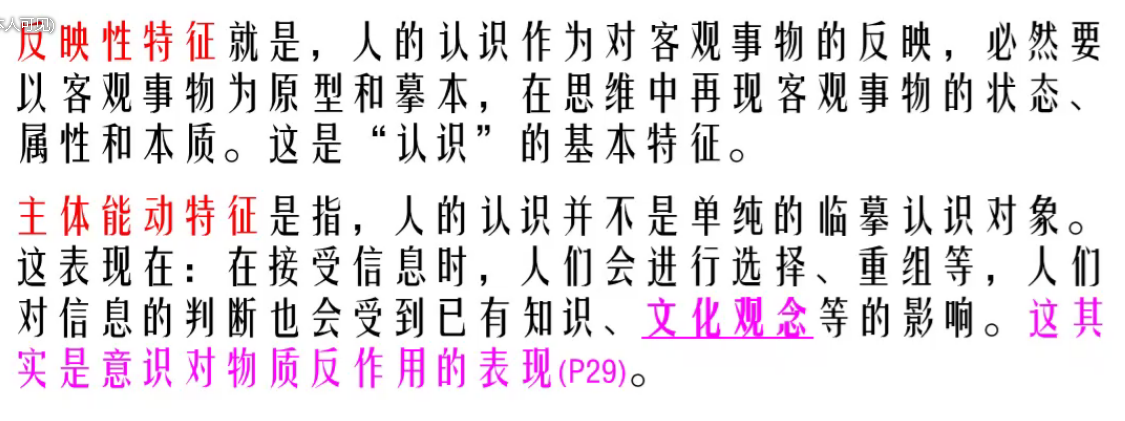 本人可见)
反映性特征就是，人的认识作为对客观事物的反映，必然要
以客观事物为原型和摹本，在思维中再现客观事物的状态、
属性和本质。这是“认识”的基本特征。
主体能动特征是指，人的认识并不是单纯的临摹认识对象。
这表现在：在接受信息时，人们会进行选择、重组等，人们
对信息的判断也会受到已有知识、文化观念等的影响。这其
实是意识对物质反作用的表现(P29)。